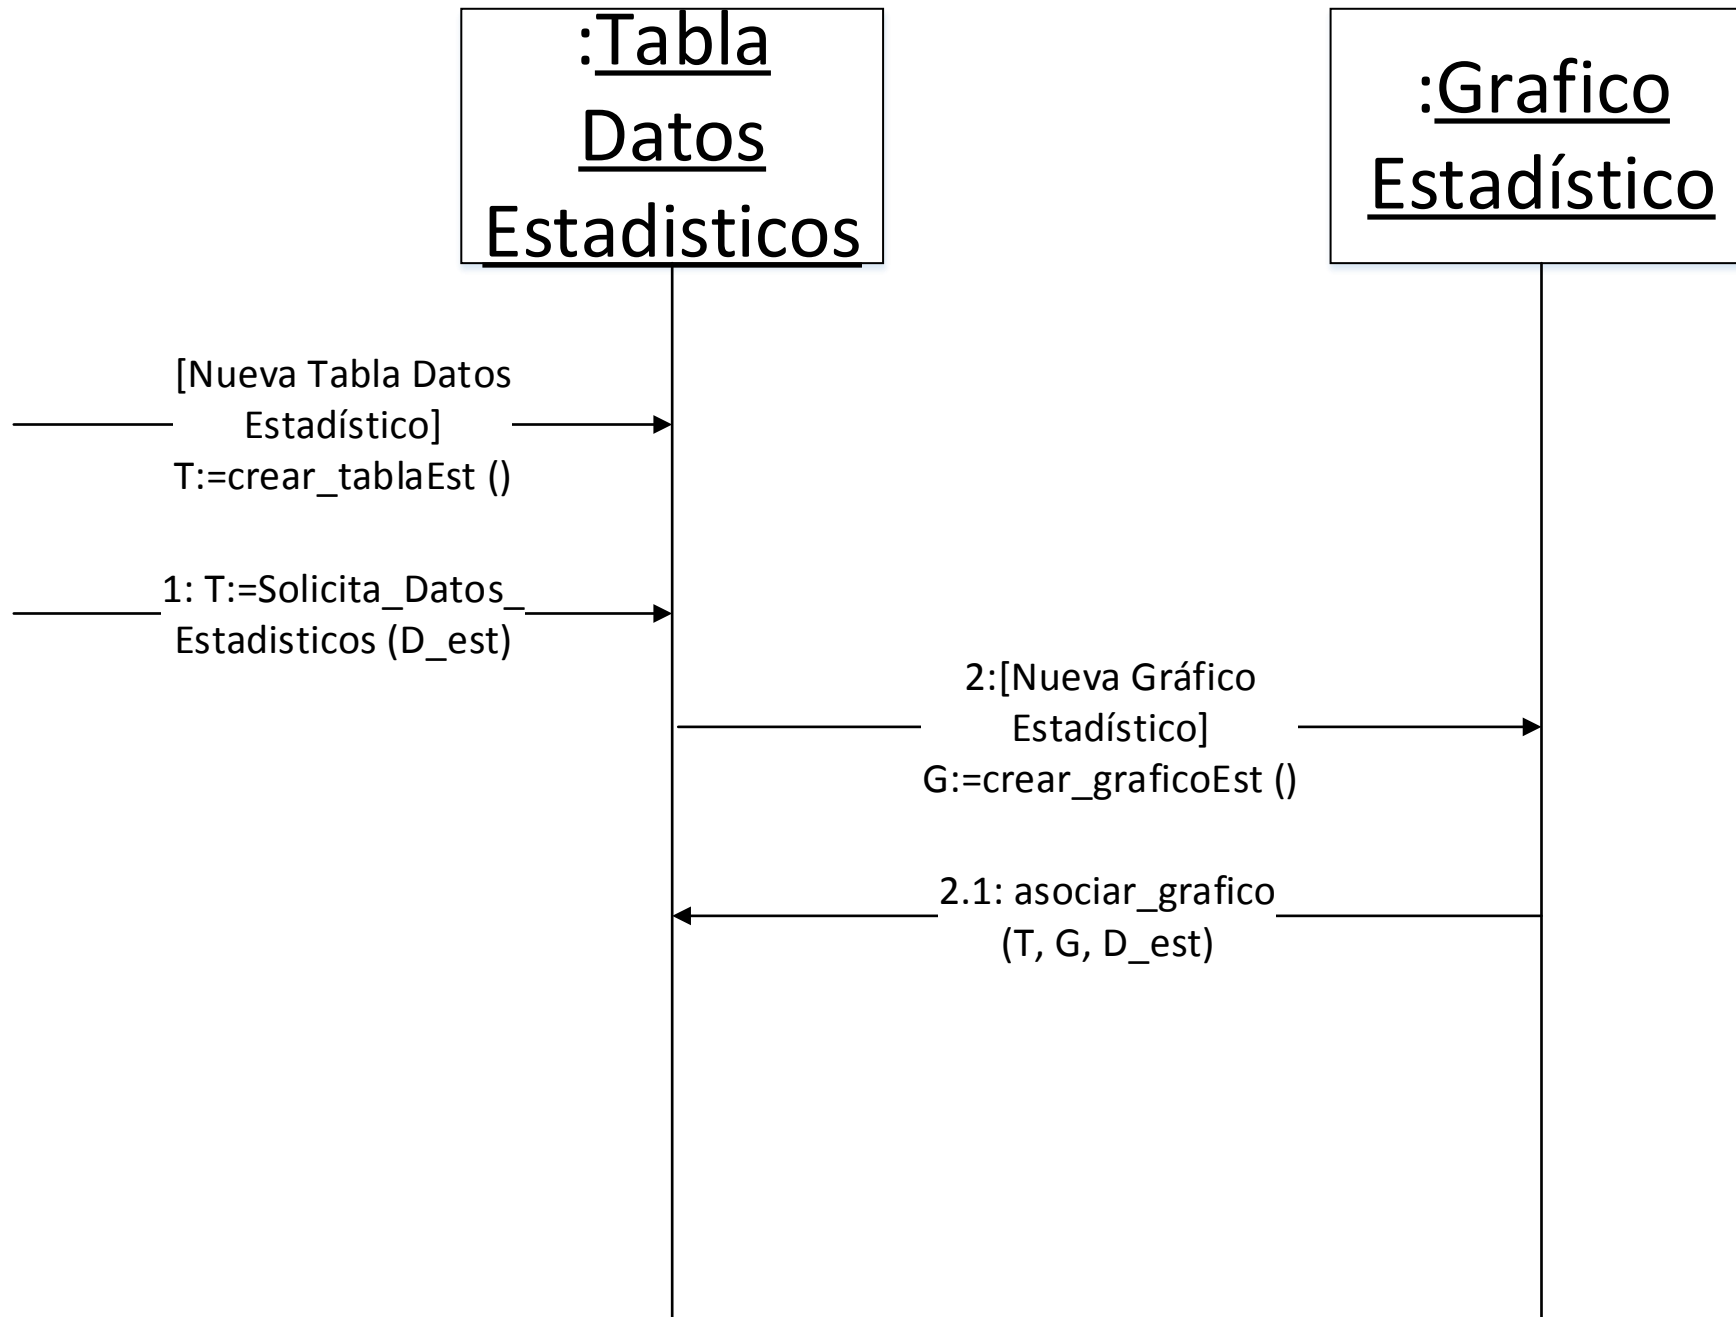 :Tabla
Datos
Estadisticos
:Grafico
Estadístico
[Nueva Tabla Datos
Estadístico]
T:=crear_tablaEst ()
1: T:=Solicita_Datos_
Estadisticos (D_est)
2:[Nueva Gráfico
Estadístico]
G:=crear_graficoEst ()
2.1: asociar_grafico
(T, G, D_est)